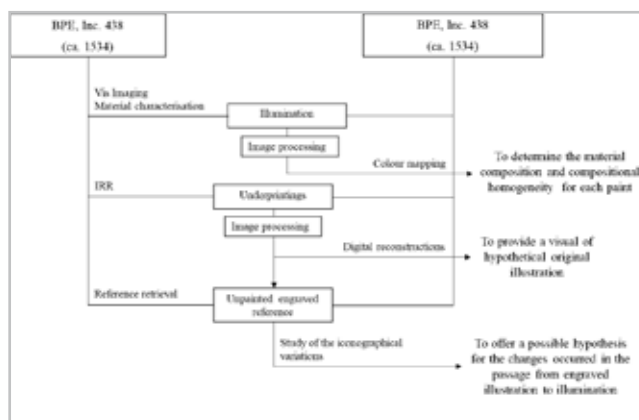 BPE, Inc. 438
(ca. 1534)
BPE, Inc. 438
(ca. 1534)
Vis Imaging
Material characterisation
Illumination
Image processing
Colour mapping
To determine the material
composition and compositional
homogeneity for each paint
IRR
Underprintings
Image processing
Digital reconstructions
To provide a visual of
hypothetical original
illustration
Reference retrieval
Unpainted engraved
reference
Study of the iconographical
variations
To offer a possible hypothesis
for the changes occurred in the
passage from engraved
illustration to illumination